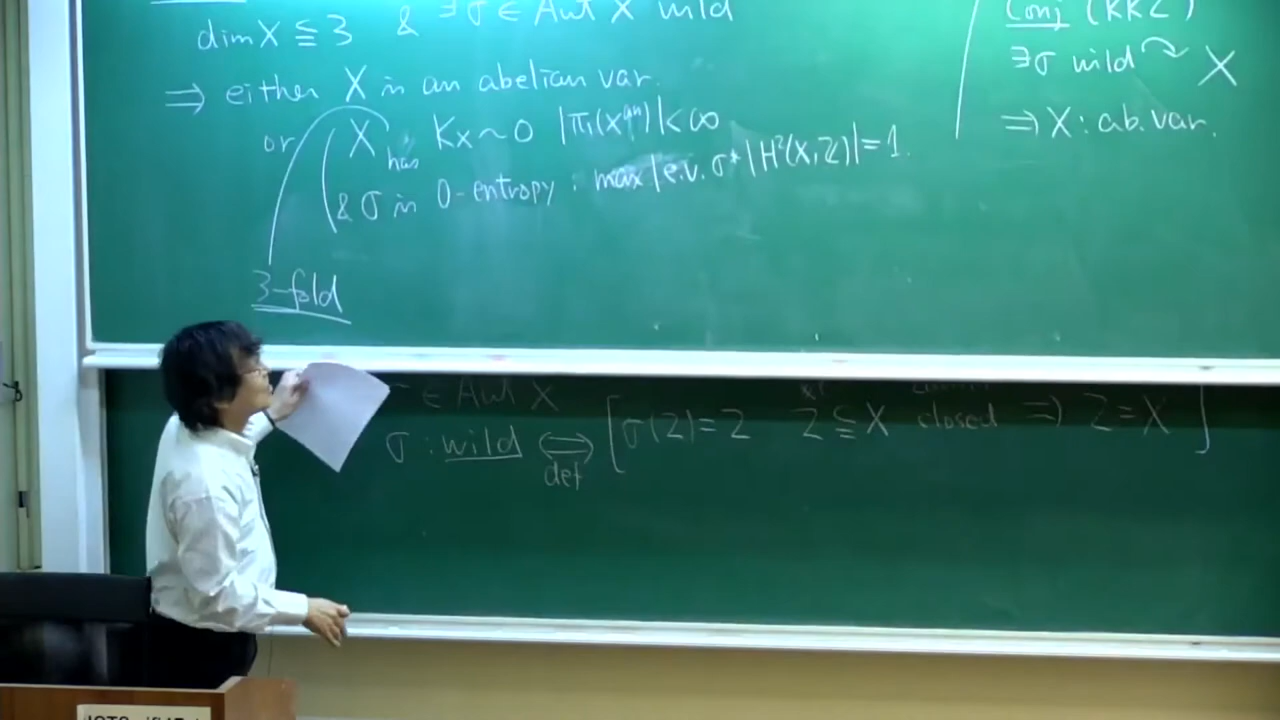 dim X ≦ 3 & ∃σ ∈ Aut X wild
⇒ either X is an abelian var.
or X has Kx ~ 0 |π₁(X^an)| < ∞
& σ is 0-entropy : max |e.v. σ* | H²(X, Z)| = 1.
3-fold
Conj (KRZ)
∃σ wild ↷ X
⇒ X : ab. var.
σ ∈ Aut X
σ : wild ⇔ def [σ(Z) = Z Z ≦ X closed ⇒ Z = X ]